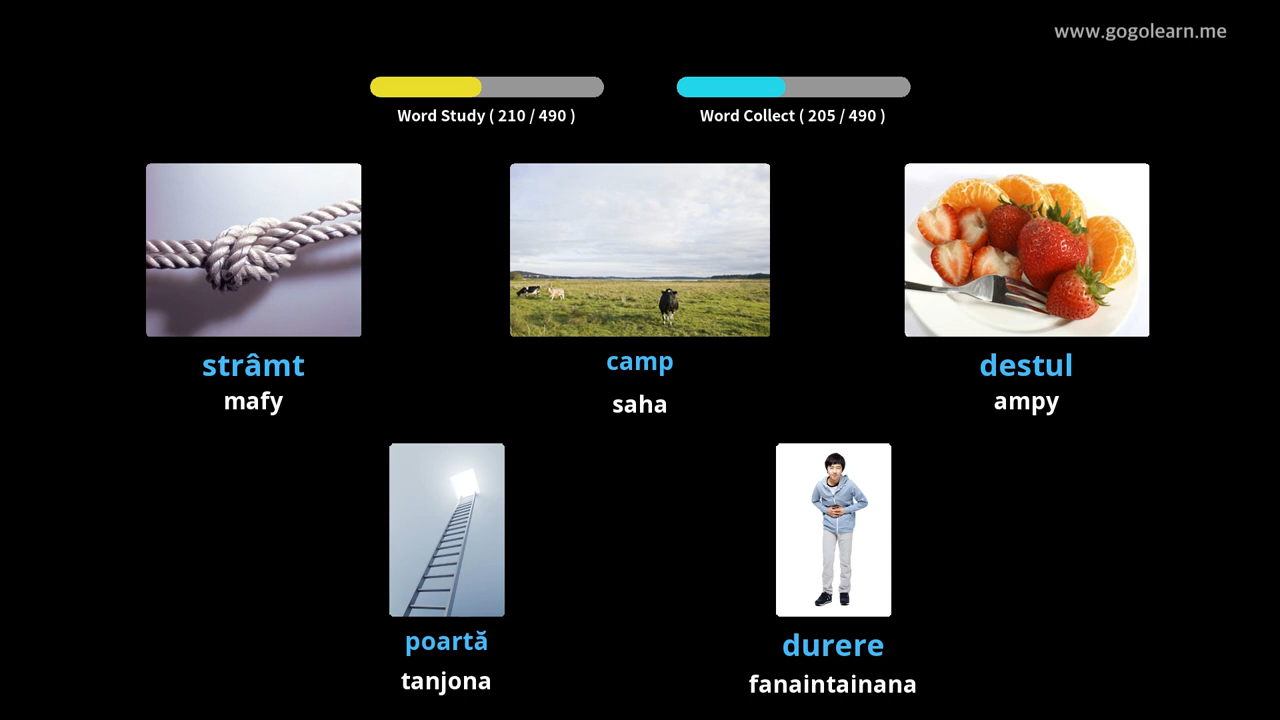 www.gogolearn.me
Word Study ( 210 / 490 )
Word Collect ( 205 / 490 )
strâmt
mafy
camp
saha
destul
ampy
poartă
tanjona
durere
fanaintainana